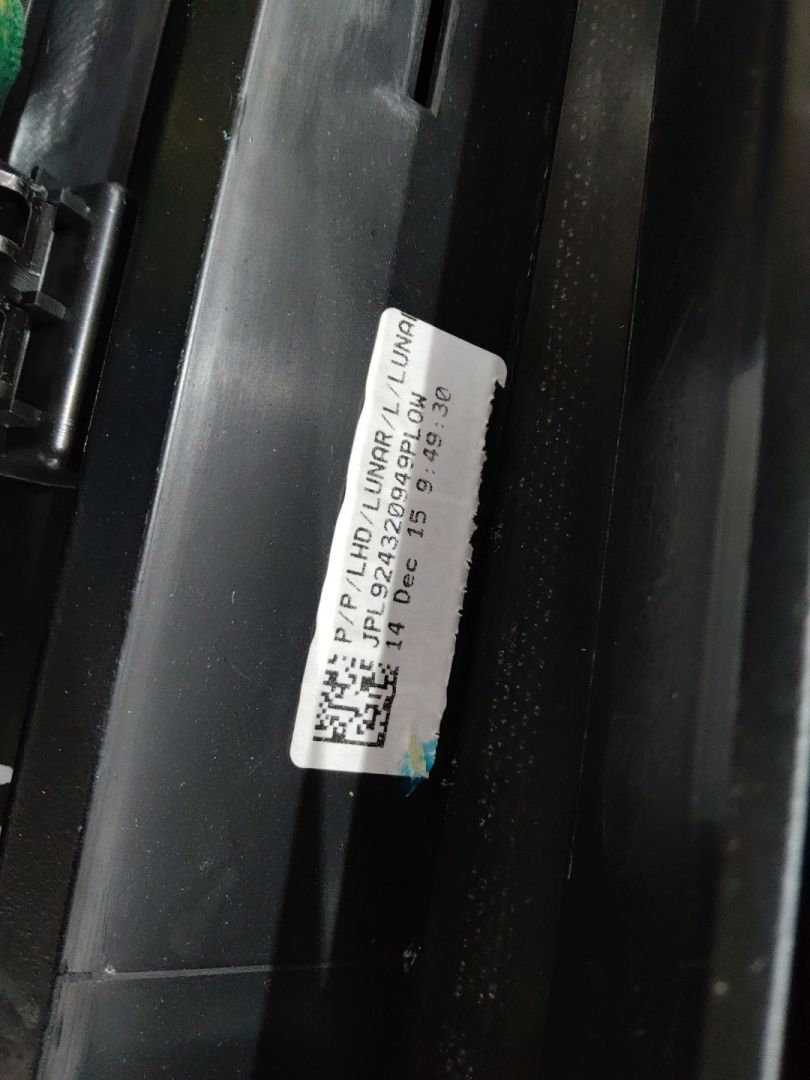 P/P/LHD/LUNAR/L/LUNA
JPL924320949PLOW
14 Dec 15 9:49:30